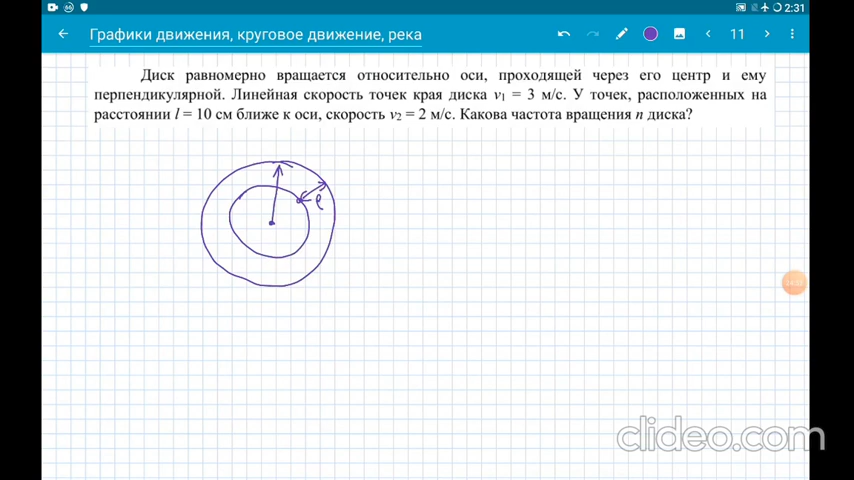 66
2:31
Графики движения, круговое движение, река
11
Диск равномерно вращается относительно оси, проходящей через его центр и ему
перпендикулярной. Линейная скорость точек края диска v₁ = 3 м/с. У точек, расположенных на
расстоянии l = 10 см ближе к оси, скорость v₂ = 2 м/с. Какова частота вращения n диска?
ℓ
clideo.com